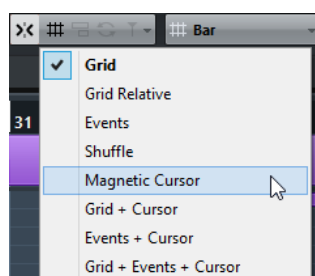 Bar
Grid
Grid Relative
31
Events
Shuffle
Magnetic Cursor
Grid + Cursor
Events + Cursor
Grid + Events + Cursor